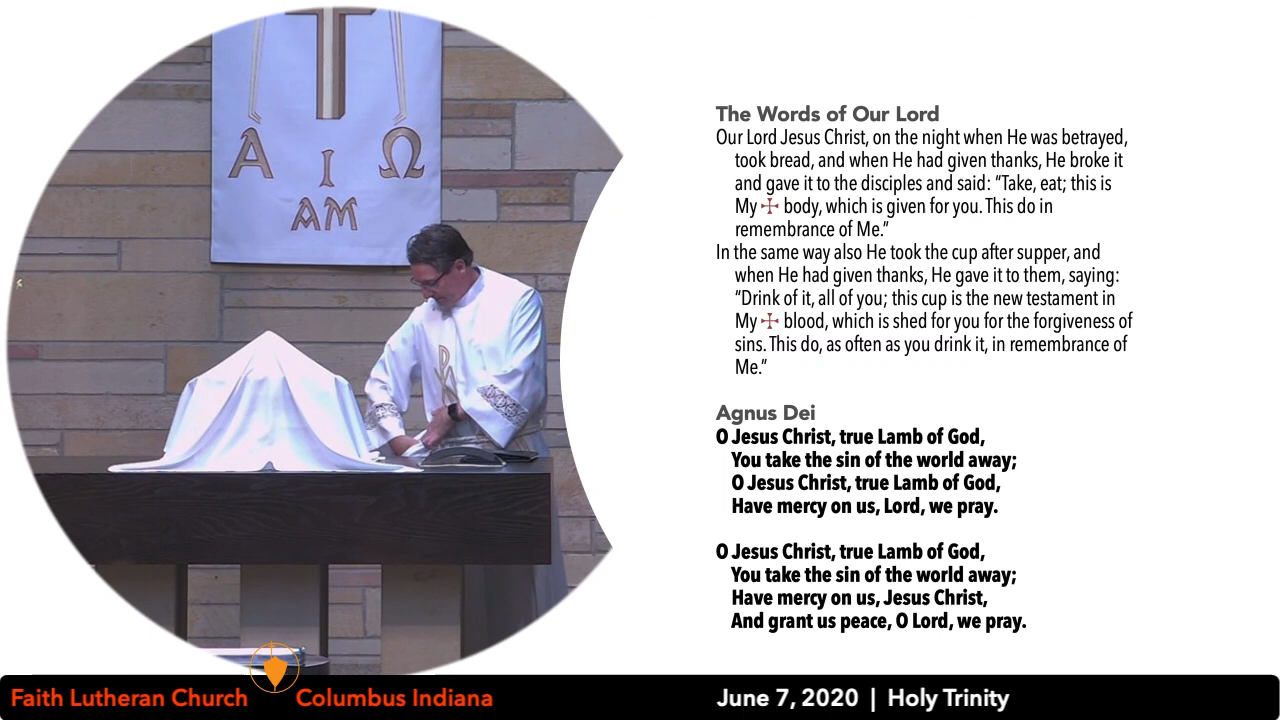 A Ω
I
AM
The Words of Our Lord
Our Lord Jesus Christ, on the night when He was betrayed,
took bread, and when He had given thanks, He broke it
and gave it to the disciples and said: “Take, eat; this is
My ☩ body, which is given for you. This do in
remembrance of Me.”
In the same way also He took the cup after supper, and
when He had given thanks, He gave it to them, saying:
“Drink of it, all of you; this cup is the new testament in
My ☩ blood, which is shed for you for the forgiveness of
sins. This do, as often as you drink it, in remembrance of
Me.”
Agnus Dei
O Jesus Christ, true Lamb of God,
You take the sin of the world away;
O Jesus Christ, true Lamb of God,
Have mercy on us, Lord, we pray.
O Jesus Christ, true Lamb of God,
You take the sin of the world away;
Have mercy on us, Jesus Christ,
And grant us peace, O Lord, we pray.
Faith Lutheran Church Columbus Indiana June 7, 2020 | Holy Trinity